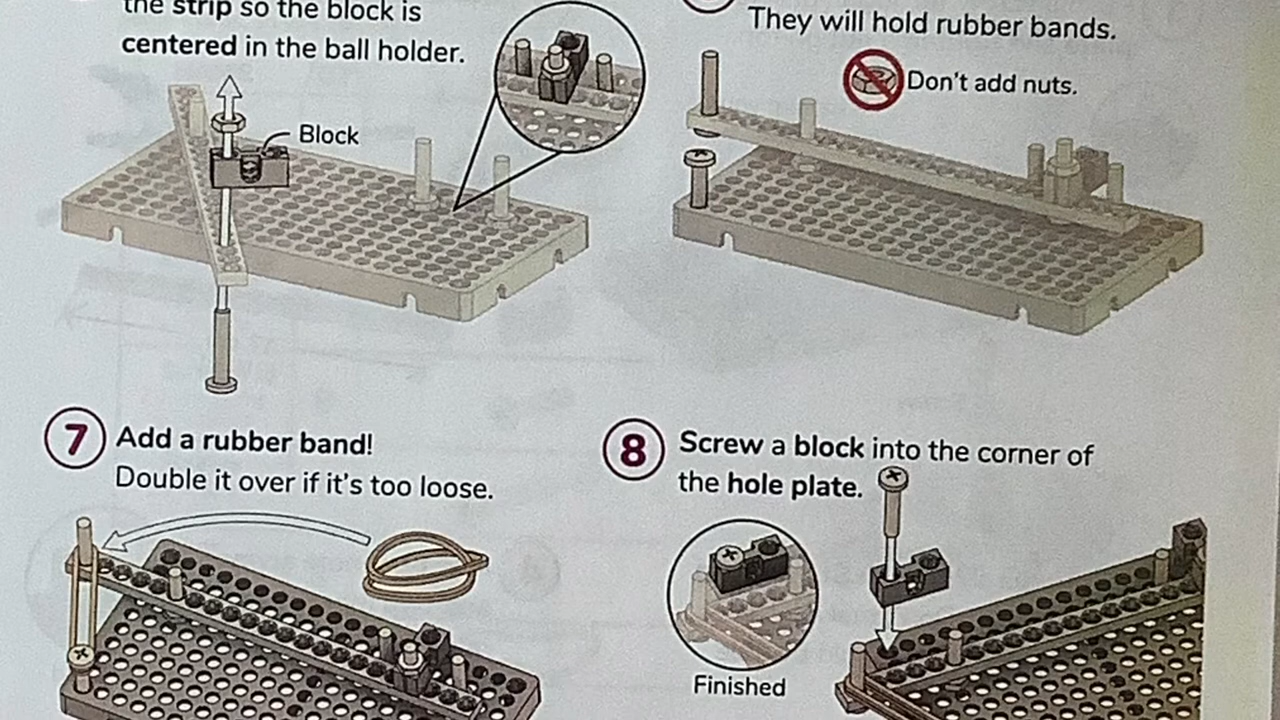 the strip so the block is
centered in the ball holder.
Block
They will hold rubber bands.
Don't add nuts.
7 Add a rubber band!
Double it over if it's too loose.
8 Screw a block into the corner of
the hole plate.
Finished